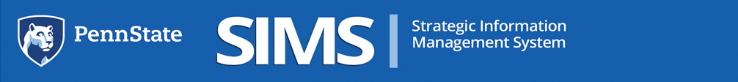 PennState
SIMS
Strategic Information
Management System